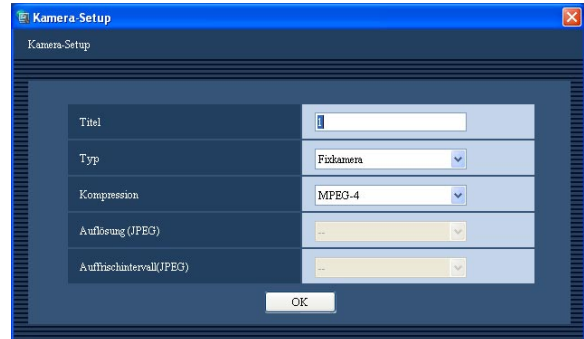 Kamera-Setup
Kamera-Setup
Titel 1
Typ Fixkamera
Kompression MPEG-4
Auflösung (JPEG) --
Auffrischintervall(JPEG) --
OK